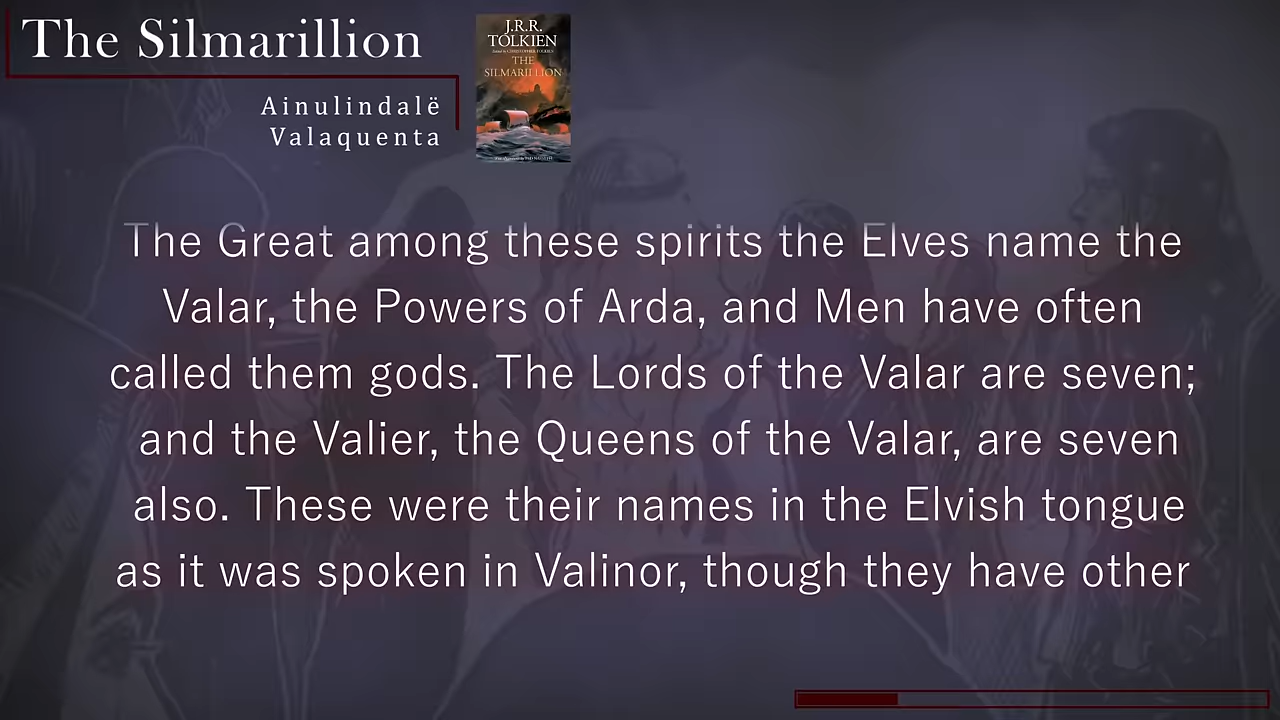 The Silmarillion
Ainulindalë
Valaquenta
J.R.R.
TOLKIEN
THE
SILMARILLION
The Great among these spirits the Elves name the
Valar, the Powers of Arda, and Men have often
called them gods. The Lords of the Valar are seven;
and the Valier, the Queens of the Valar, are seven
also. These were their names in the Elvish tongue
as it was spoken in Valinor, though they have other